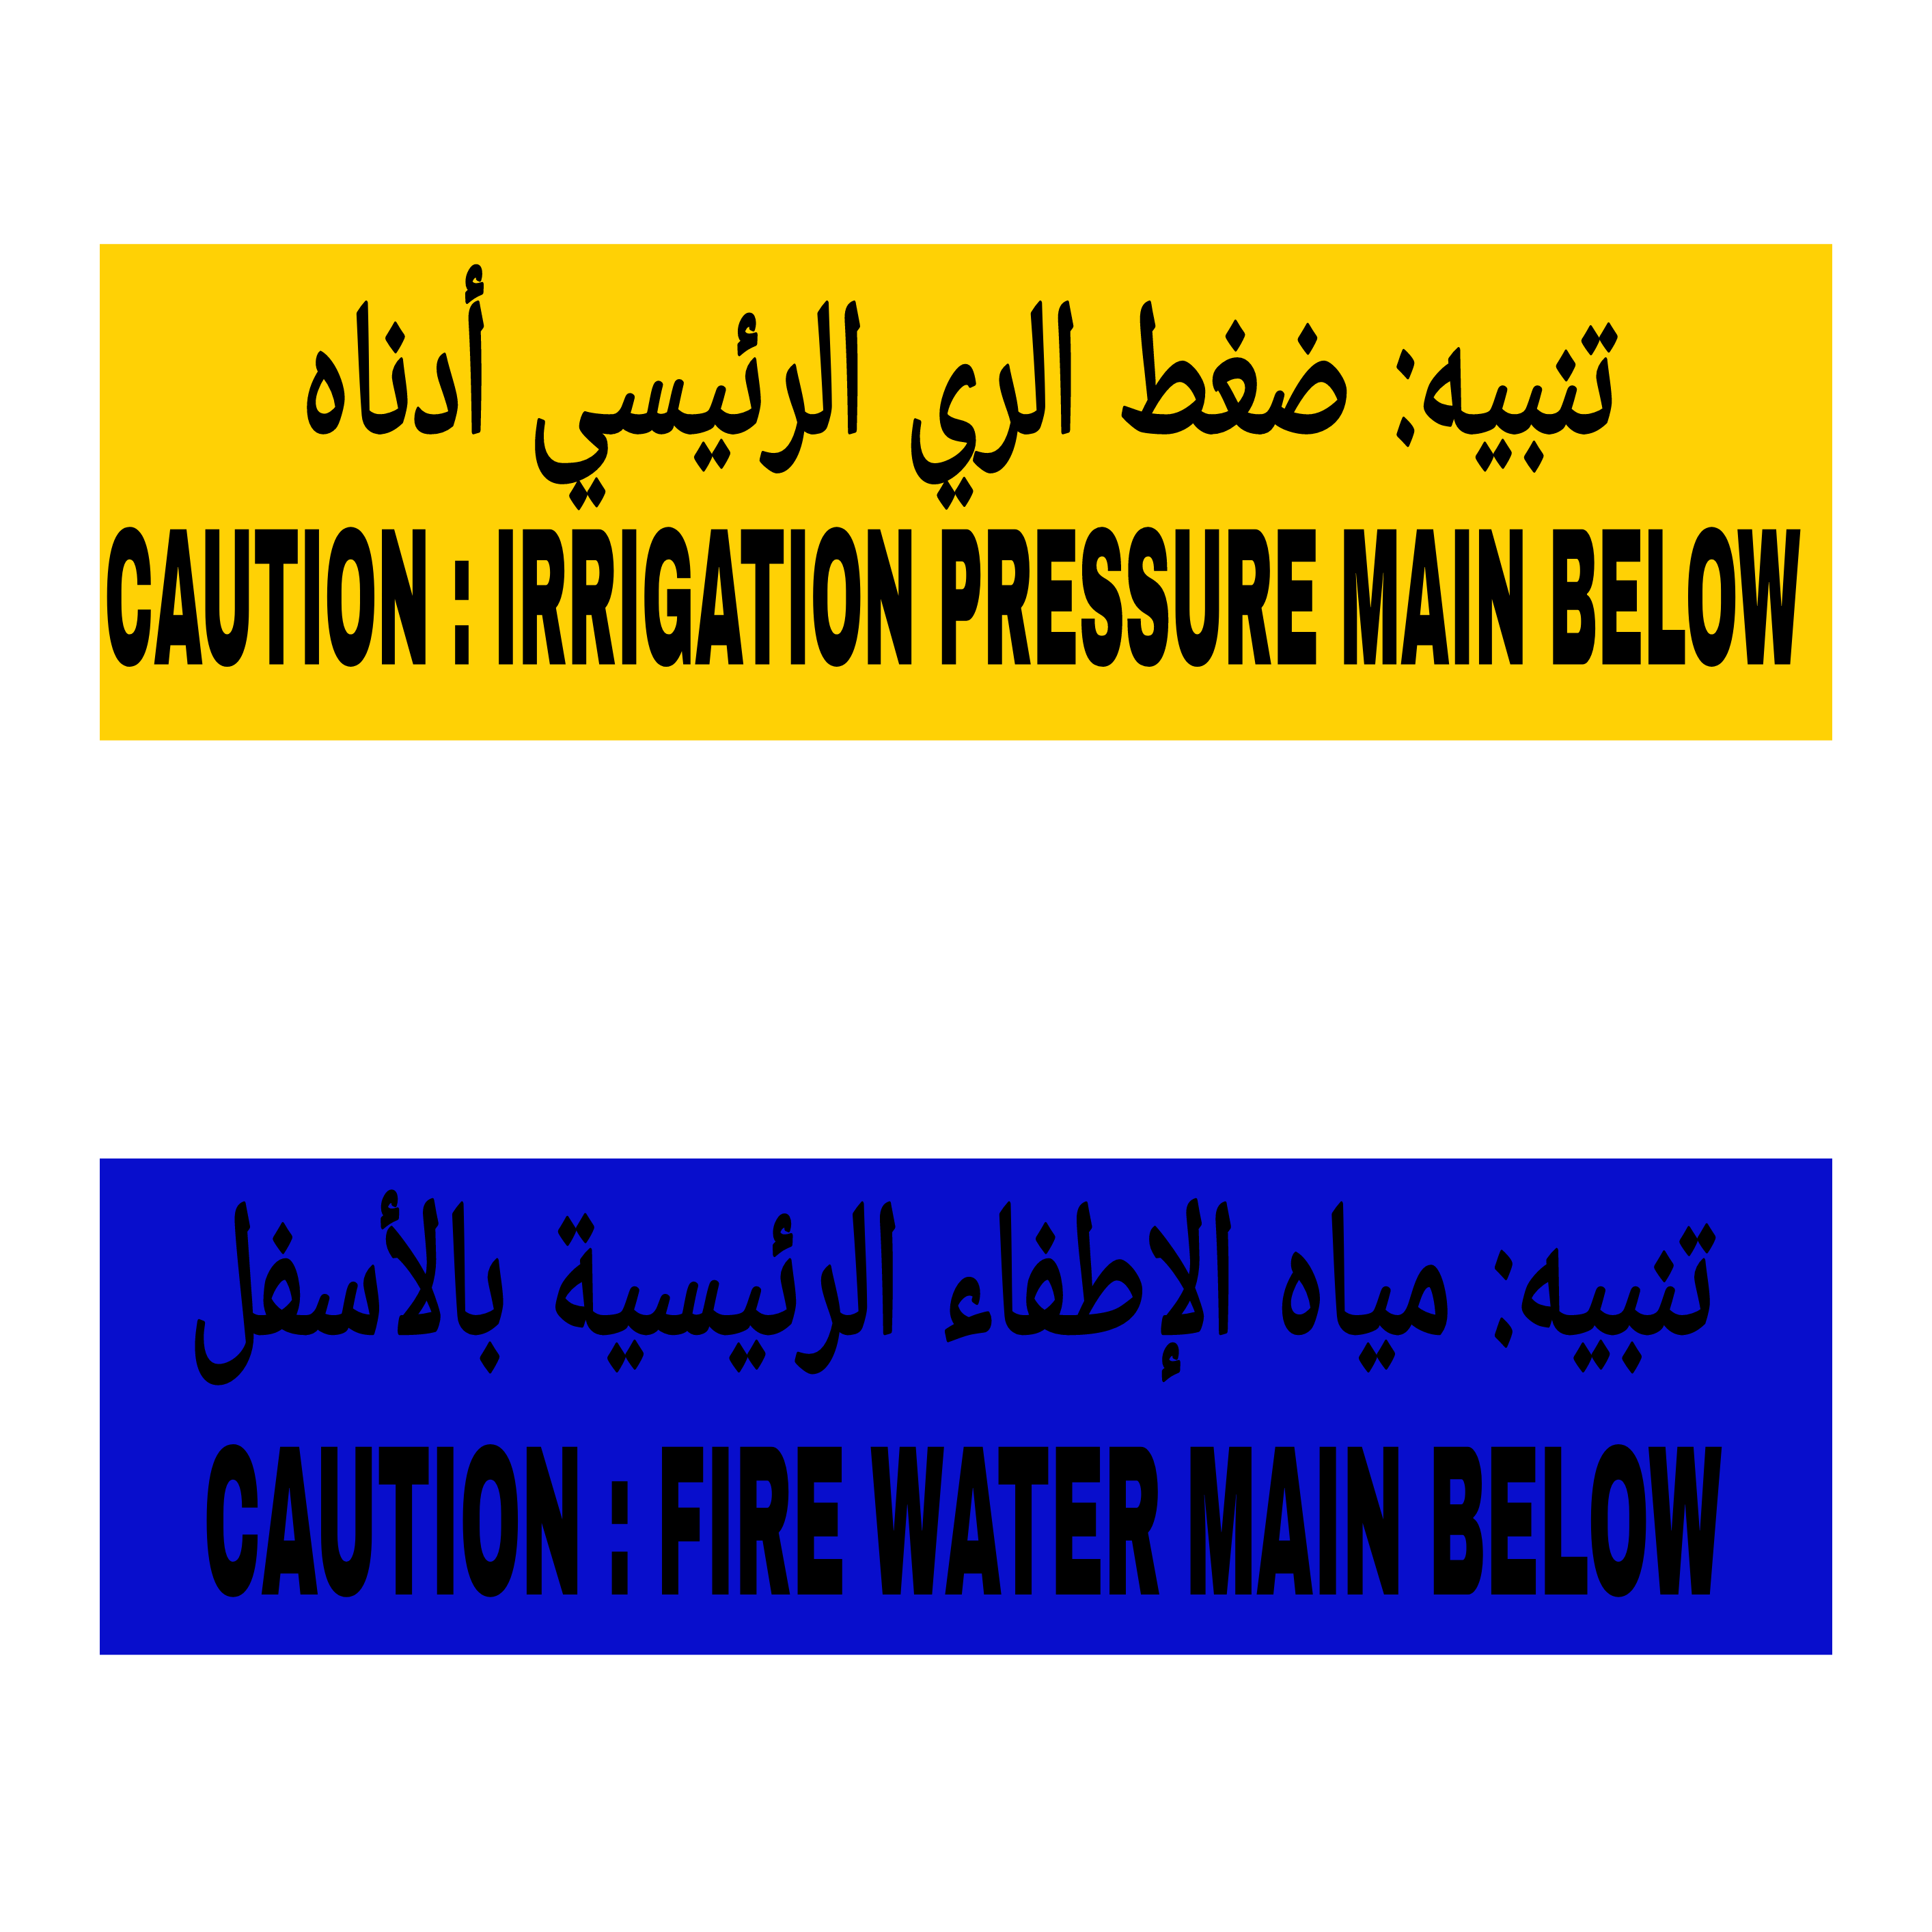 تنبيه: ضغط الري الرئيسي أدناه
CAUTION : IRRIGATION PRESSURE MAIN BELOW
تنبيه: مياه الإطفاء الرئيسية بالأسفل
CAUTION : FIRE WATER MAIN BELOW